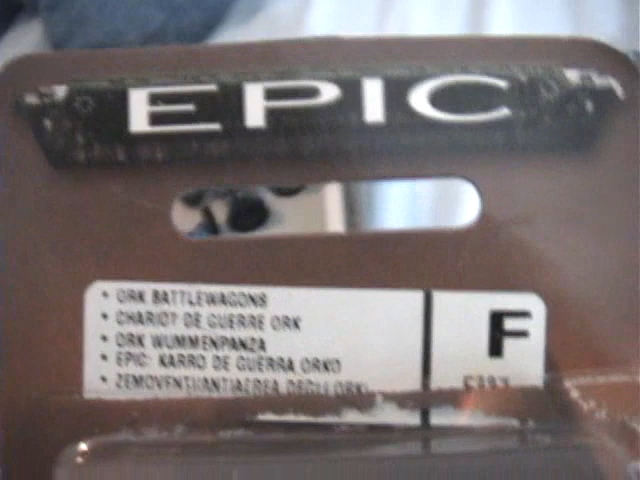 EPIC
• ORK BATTLEWAGONS
• CHARIOT DE GUERRE ORK
• ORK WUMMENPANZA
• EPIC: KARRO DE GUERRA ORKO
F